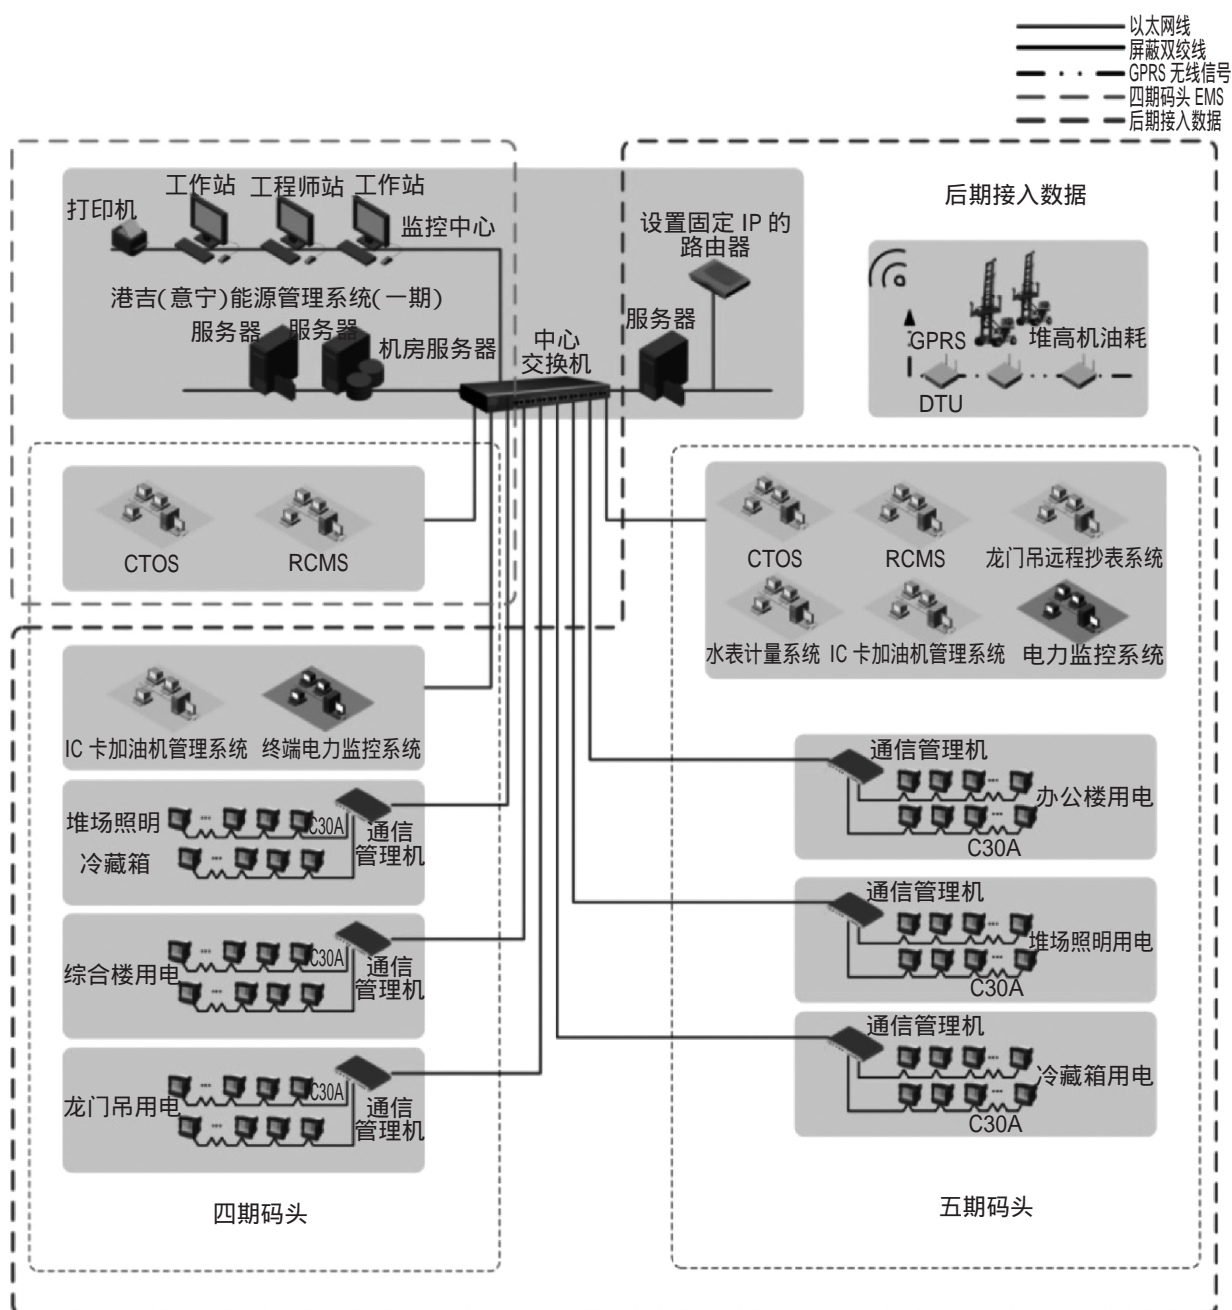 以太网线
屏蔽双绞线
GPRS 无线信号
四期码头 EMS
后期接入数据
工作站
工程师站
工作站
打印机
监控中心
港吉(意宁)能源管理系统(一期)
服务器
服务器
机房服务器
中心
交换机
设置固定 IP 的
路由器
服务器
后期接入数据
GPRS
堆高机油耗
DTU
CTOS
RCMS
CTOS
RCMS
龙门吊远程抄表系统
水表计量系统
IC 卡加油机管理系统
电力监控系统
IC 卡加油机管理系统
终端电力监控系统
堆场照明
冷藏箱
C30A
通信
管理机
综合楼用电
C30A
通信
管理机
龙门吊用电
C30A
通信
管理机
四期码头
通信管理机
办公楼用电
C30A
通信管理机
堆场照明用电
C30A
通信管理机
冷藏箱用电
C30A
五期码头